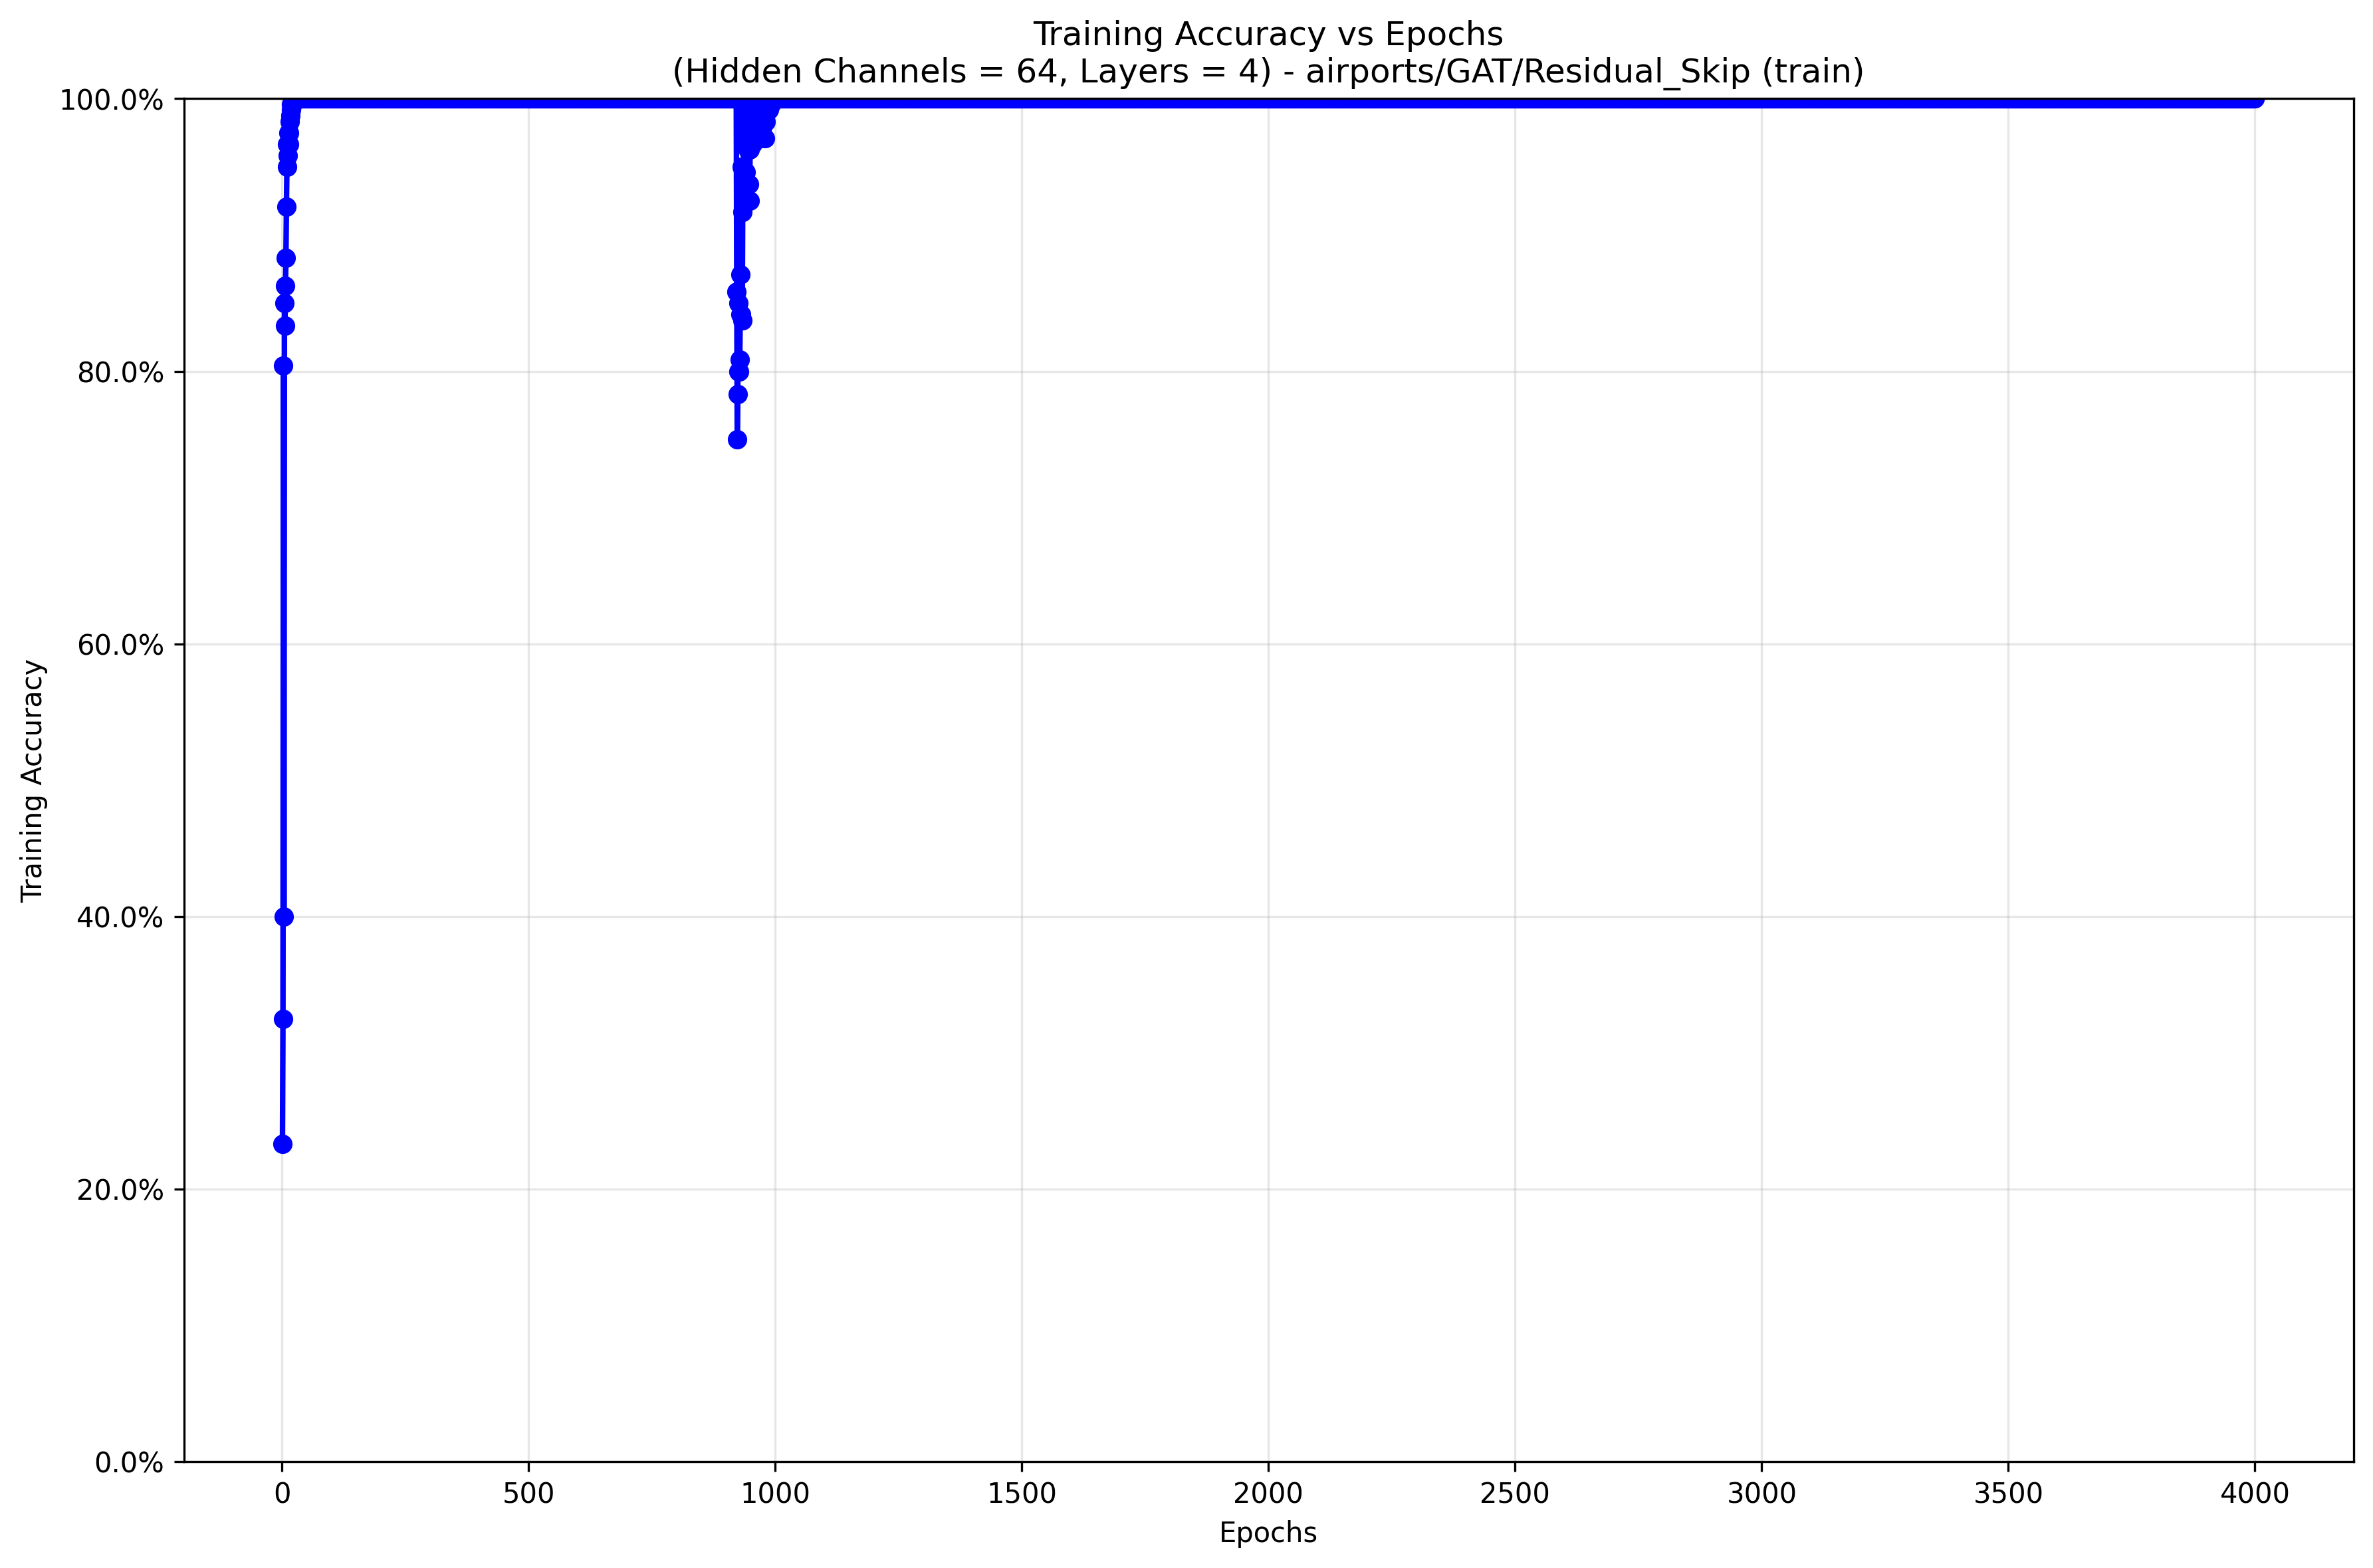 Training Accuracy vs Epochs
(Hidden Channels = 64, Layers = 4) - airports/GAT/Residual_Skip (train)
100.0%
80.0%
60.0%
40.0%
20.0%
0.0%
Training Accuracy
0 500 1000 1500 2000 2500 3000 3500 4000
Epochs